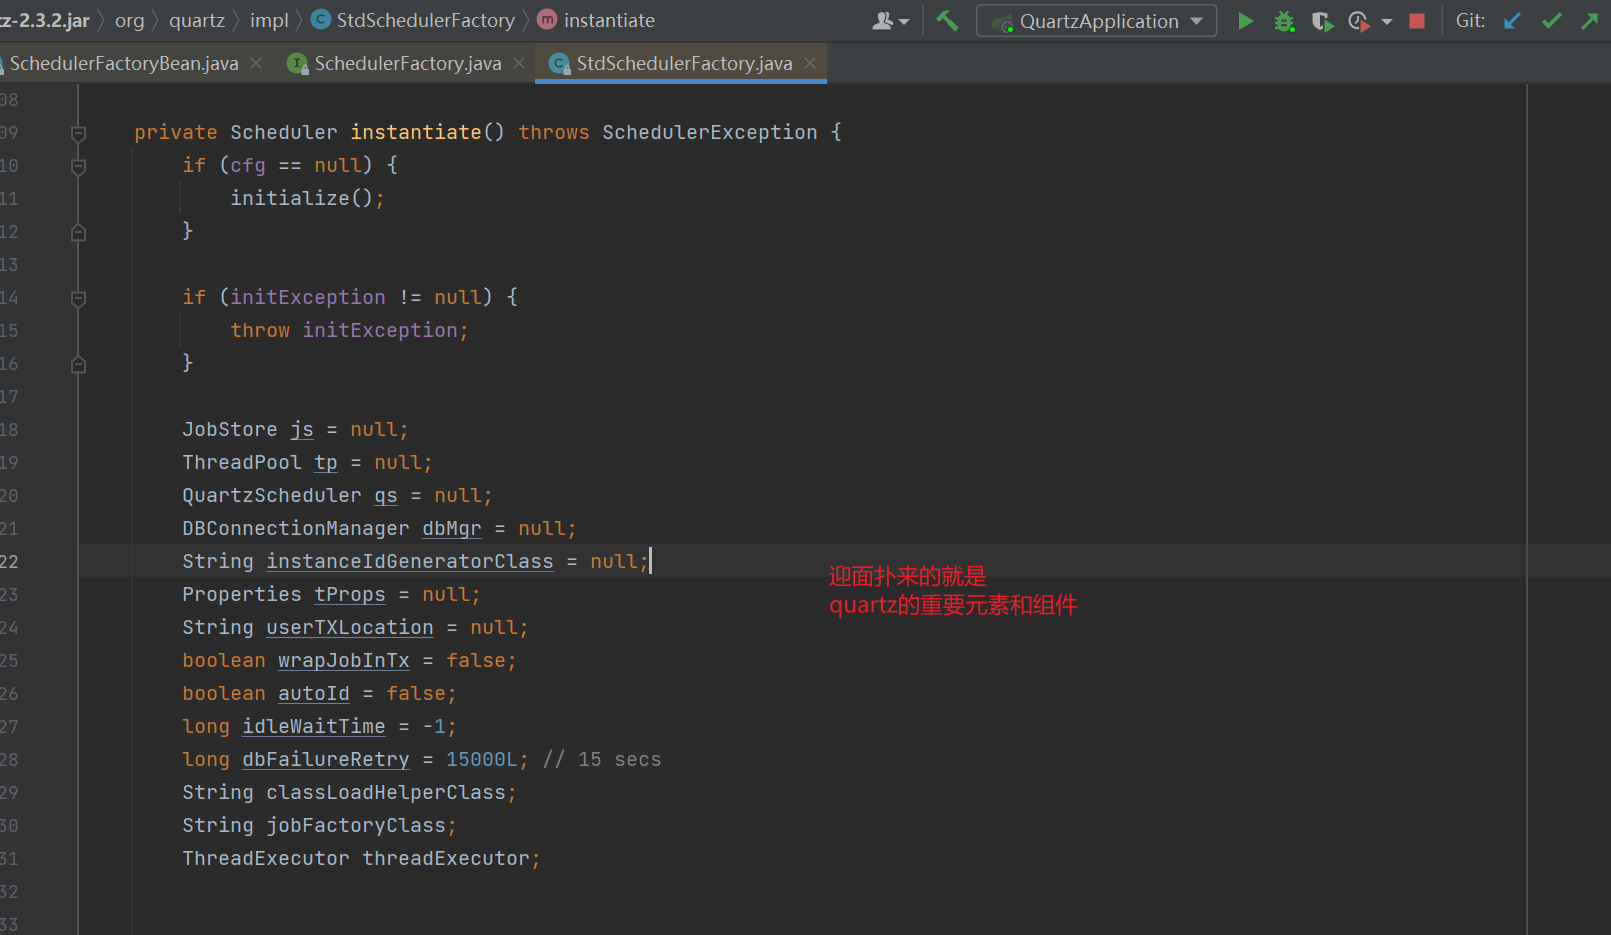 tz-2.3.2.jar org quartz impl StdSchedulerFactory instantiate QuartzApplication Git:
SchedulerFactoryBean.java SchedulerFactory.java StdSchedulerFactory.java
08
09 private Scheduler instantiate() throws SchedulerException {
10 if (cfg == null) {
11 initialize();
12 }
13
14 if (initException != null) {
15 throw initException;
16 }
17
18 JobStore js = null;
19 ThreadPool tp = null;
20 QuartzScheduler qs = null;
21 DBConnectionManager dbMgr = null;
22 String instanceIdGeneratorClass = null;
迎面扑来的就是
23 Properties tProps = null;
quartz的重要元素和组件
24 String userTXLocation = null;
25 boolean wrapJobInTx = false;
26 boolean autoId = false;
27 long idleWaitTime = -1;
28 long dbFailureRetry = 15000L; // 15 secs
29 String classLoadHelperClass;
30 String jobFactoryClass;
31 ThreadExecutor threadExecutor;
32
33